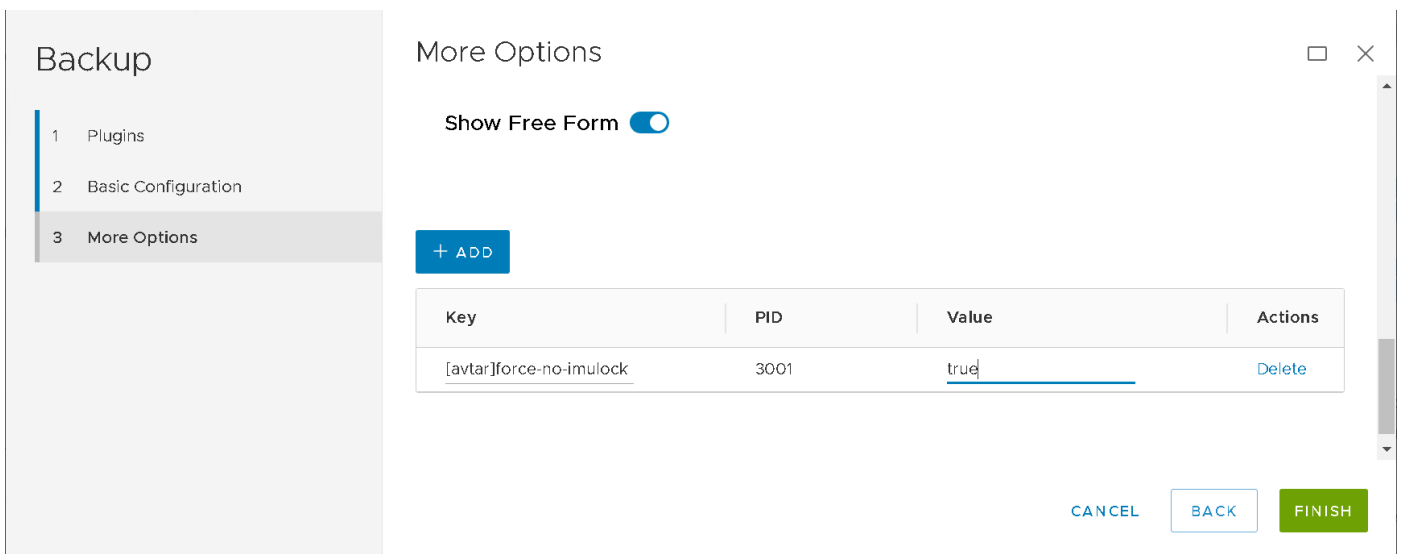 Backup
1 Plugins
2 Basic Configuration
3 More Options
More Options
Show Free Form
+ ADD
Key PID Value Actions
[avtar]force-no-imulock 3001 true Delete
CANCEL BACK FINISH